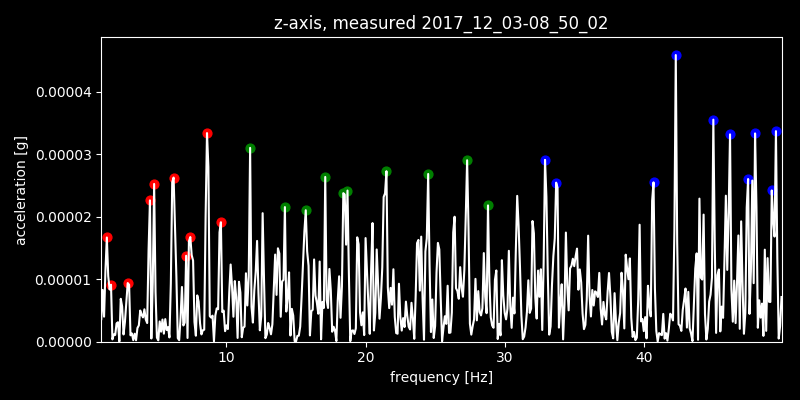 z-axis, measured 2017_12_03-08_50_02
acceleration [g]
0.00004
0.00003
0.00002
0.00001
0.00000
10 20 30 40
frequency [Hz]